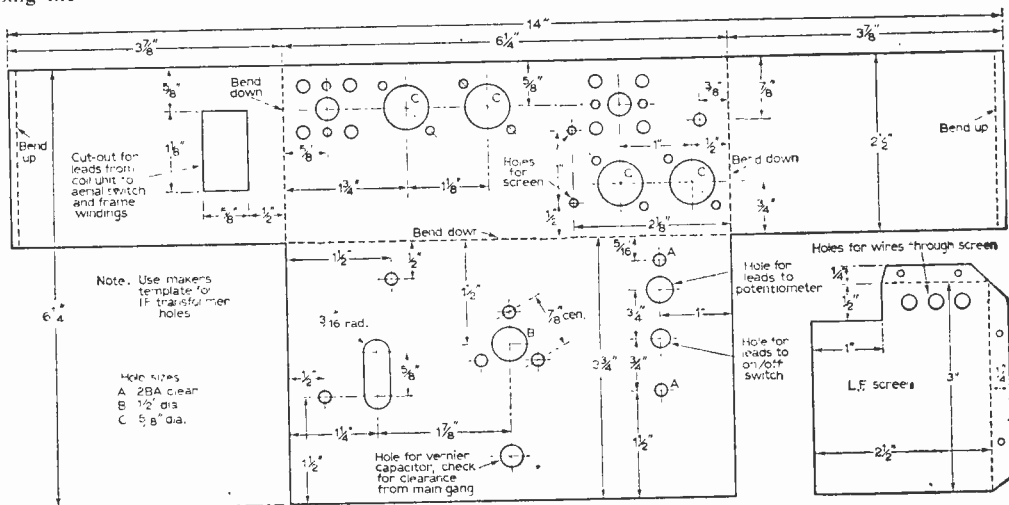 14"
3⅞"
6¼"
3⅞"
⅝"
Bend
down
C
C
⅝"
⅜"
⅞"
Bend
up
Bend up
1⅛"
Cut-out for
leads from
coil unit to
aerial switch
and frame
windings
⅝"
½"
⅝"
1¾"
1⅛"
Holes
for
screen
1"
1"
½"
Bend down
2½"
C
C
¾"
½"
2⅛"
Bend down
5/16"
A
1½"
½"
1½"
Note. Use makers
template for
I.F transformer
holes
6¼"
Hole sizes
A 2BA clear
B ½" dia
C 5/8" dia.
3/16 rad.
⅝"
½"
1¼"
1⅞"
1½"
⅞" cen.
B
Hole for vernier
capacitor, check
for clearance
from main gang
3¾"
¾"
¾"
1½"
A
1"
Hole for
leads to
potentiometer
Hole for
leads to
on/off
switch
Holes for wires through screen
¼"
½"
1"
L.F. screen
3"
¼"
2½"